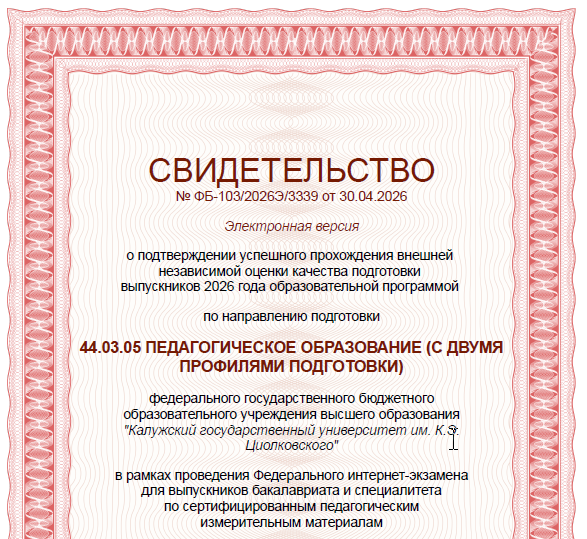 СВИДЕТЕЛЬСТВО
№ ФБ-103/2026Э/3339 от 30.04.2026
Электронная версия
о подтверждении успешного прохождения внешней
независимой оценки качества подготовки
выпускников 2026 года образовательной программой
по направлению подготовки
44.03.05 ПЕДАГОГИЧЕСКОЕ ОБРАЗОВАНИЕ (С ДВУМЯ
ПРОФИЛЯМИ ПОДГОТОВКИ)
федерального государственного бюджетного
образовательного учреждения высшего образования
"Калужский государственный университет им. К.Э.
Циолковского"
в рамках проведения Федерального интернет-экзамена
для выпускников бакалавриата и специалитета
по сертифицированным педагогическим
измерительным материалам